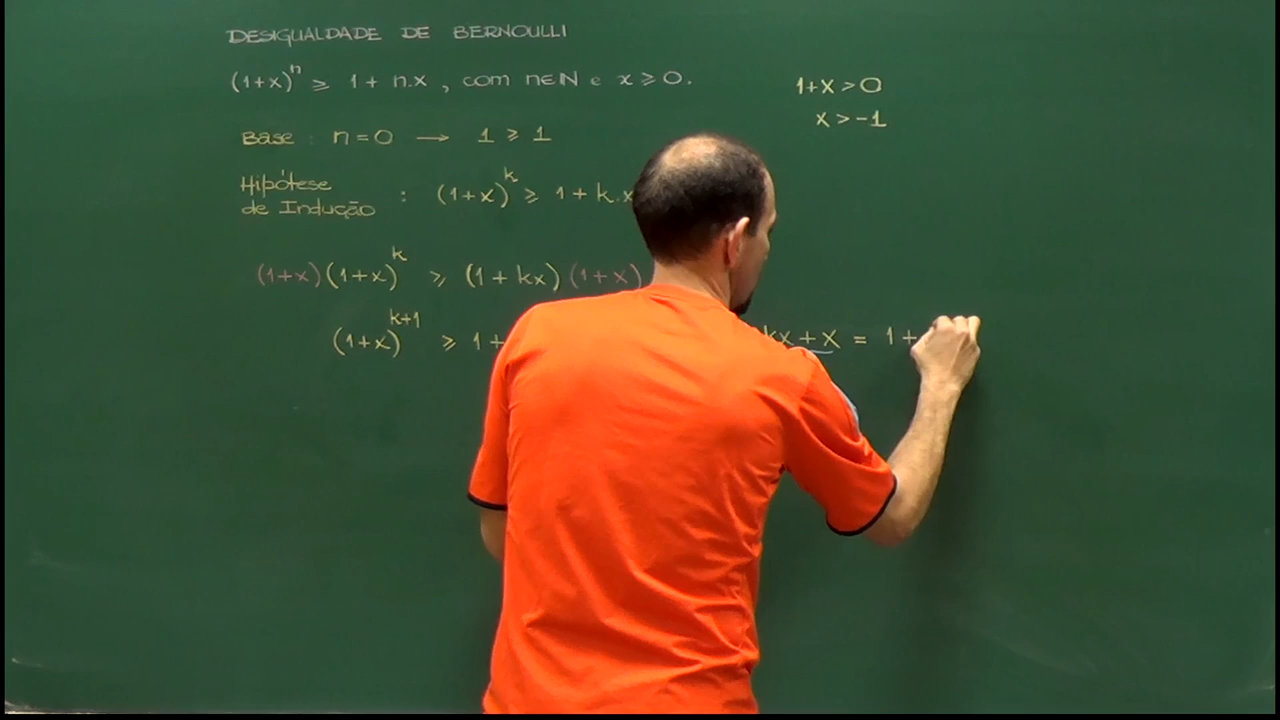 DESIGUALDADE DE BERNOULLI
(1+x)ⁿ ≥ 1 + n.x , com n∈ℕ e x ≥ 0.
1+x > 0
x > -1
Base : n = 0 → 1 ≥ 1
Hipótese de Indução : (1+x)ᵏ ≥ 1 + k.x
(1+x)(1+x)ᵏ ≥ (1 + kx)(1+x)
(1+x)ᵏ⁺¹ ≥ 1+ kx + x = 1+